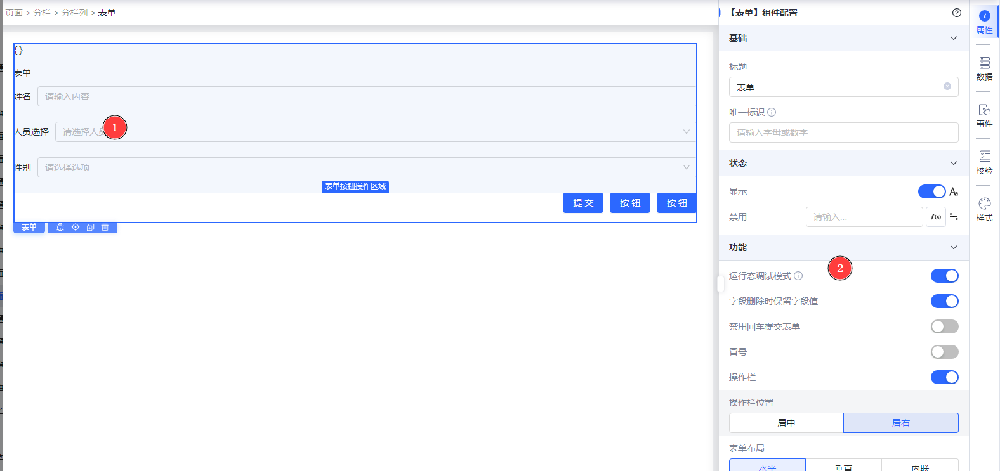 页面 > 分栏 > 分栏列 > 表单
{}
表单
姓名 请输入内容
人员选择 请选择人员
1
性别 请选择选项
表单按钮操作区域
提 交 按 钮 按 钮
表单
【表单】组件配置
基础
标题
表单
唯一标识
请输入字母或数字
状态
显示
禁用 请输入... f(x)
功能
2
运行态调试模式
字段删除时保留字段值
禁用回车提交表单
冒号
操作栏
操作栏位置
居中 居右
表单布局
水平 垂直 内联
属性
数据
事件
校验
样式